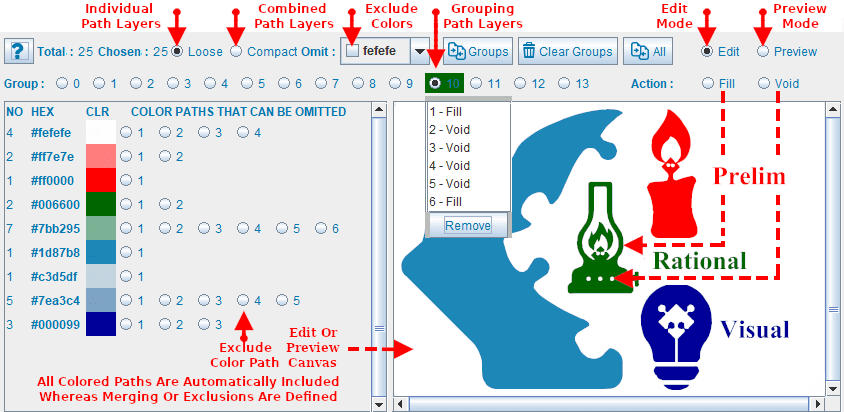 Individual Path Layers
Combined Path Layers
Exclude Colors
Grouping Path Layers
Edit Mode
Preview Mode
? Total : 25 Chosen : 25 Loose Compact Omit : fefefe Groups Clear Groups All Edit Preview
Group : 0 1 2 3 4 5 6 7 8 9 10 11 12 13 Action : Fill Void
NO HEX CLR COLOR PATHS THAT CAN BE OMITTED
4 #fefefe 1 2 3 4
2 #ff7e7e 1 2
1 #ff0000 1
2 #006600 1 2
7 #7bb295 1 2 3 4 5 6
1 #1d87b8 1
1 #c3d5df 1
5 #7ea3c4 1 2 3 4 5
3 #000099 1 2 3
Exclude Color Path
Edit Or Preview Canvas
All Colored Paths Are Automatically Included
Whereas Merging Or Exclusions Are Defined
1 - Fill
2 - Void
3 - Void
4 - Void
5 - Void
6 - Fill
Remove
Prelim
Rational
Visual